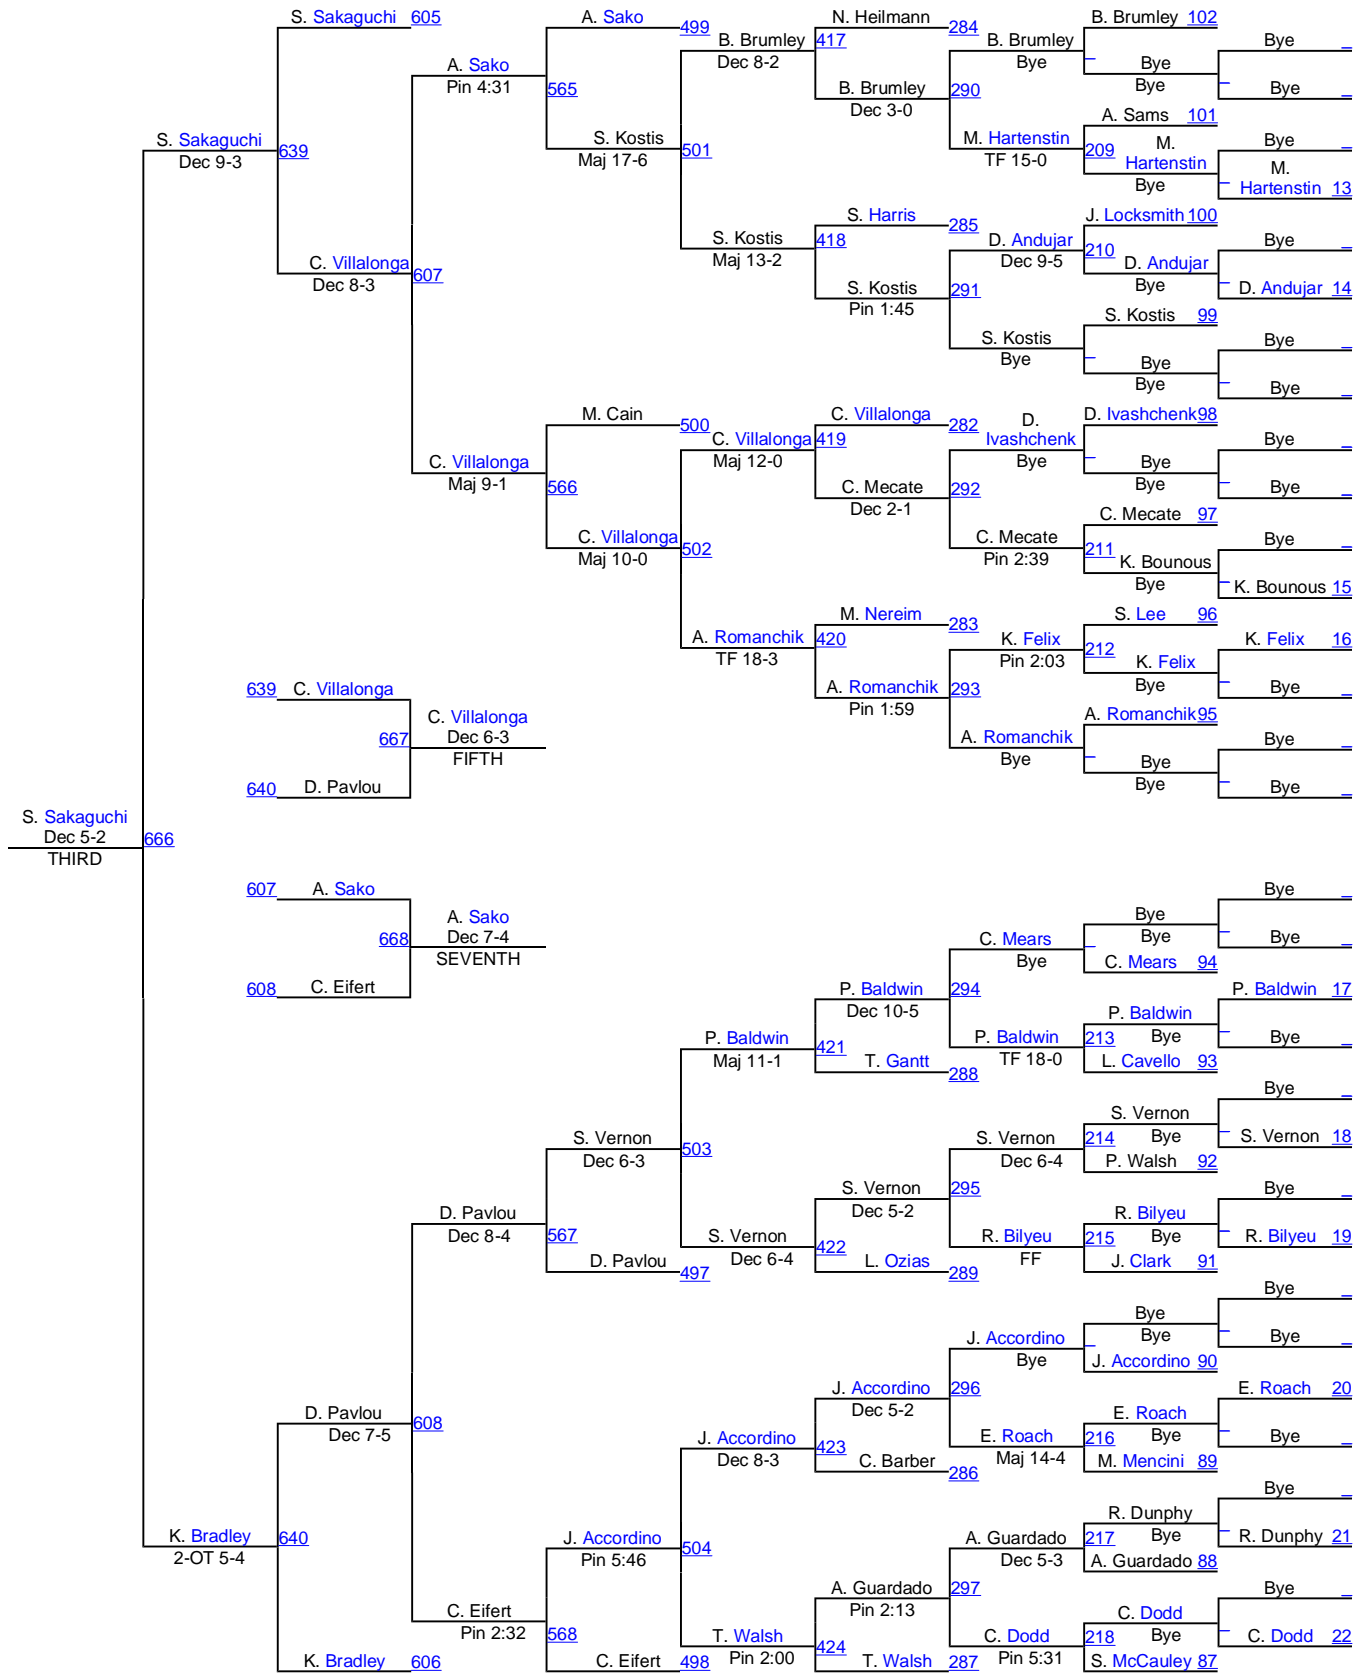 S. Sakaguchi 605
A. Sako 499
N. Heilmann 284
B. Brumley 102
Bye
B. Brumley 417
Dec 8-2
B. Brumley
Bye
Bye
Bye
Bye
A. Sako
Pin 4:31
565
B. Brumley 290
Dec 3-0
A. Sams 101
S. Kostis
Maj 17-6
501
M. Hartenstin 209
TF 15-0
M.
Hartenstin
Bye
Bye
M.
Hartenstin 13
S. Sakaguchi 639
Dec 9-3
S. Harris 285
J. Locksmith 100
S. Kostis 418
Maj 13-2
D. Andujar 210
Dec 9-5
D. Andujar
Bye
Bye
D. Andujar 14
C. Villalonga 607
Dec 8-3
S. Kostis 291
Pin 1:45
S. Kostis 99
S. Kostis
Bye
Bye
Bye
Bye
Bye
M. Cain 500
C. Villalonga 282
D.
Ivashchenk
Bye
D. Ivashchenk98
Bye
Bye
Bye
Bye
C. Villalonga 419
Maj 12-0
C. Villalonga
Maj 9-1
566
C. Mecate 292
Dec 2-1
C. Mecate 97
C. Villalonga 502
Maj 10-0
C. Mecate 211
Pin 2:39
K. Bounous
Bye
Bye
K. Bounous 15
M. Nereim 283
S. Lee 96
A. Romanchik 420
TF 18-3
K. Felix 212
Pin 2:03
K. Felix
Bye
K. Felix 16
Bye
639 C. Villalonga
A. Romanchik 293
Pin 1:59
A. Romanchik95
C. Villalonga
667 Dec 6-3
FIFTH
A. Romanchik
Bye
Bye
Bye
Bye
Bye
640 D. Pavlou
S. Sakaguchi
Dec 5-2 666
THIRD
607 A. Sako
Bye
A. Sako
668 Dec 7-4
SEVENTH
C. Mears
Bye
Bye
Bye
Bye
C. Mears 94
608 C. Eifert
P. Baldwin 294
Dec 10-5
P. Baldwin 17
P. Baldwin 421
Maj 11-1
P. Baldwin 213
TF 18-0
P. Baldwin
Bye
Bye
T. Gantt 288
L. Cavello 93
Bye
S. Vernon 503
Dec 6-3
S. Vernon 214
Dec 6-4
S. Vernon
Bye
S. Vernon 18
P. Walsh 92
S. Vernon 295
Dec 5-2
Bye
D. Pavlou
Dec 8-4
567
S. Vernon 422
Dec 6-4
R. Bilyeu 215
FF
R. Bilyeu
Bye
R. Bilyeu 19
D. Pavlou 497
L. Ozias 289
J. Clark 91
Bye
J. Accordino
Bye
Bye
Bye
Bye
J. Accordino 90
J. Accordino 296
Dec 5-2
E. Roach 20
D. Pavlou 608
Dec 7-5
J. Accordino 423
Dec 8-3
E. Roach 216
Maj 14-4
E. Roach
Bye
Bye
C. Barber 286
M. Mencini 89
Bye
K. Bradley 640
2-OT 5-4
J. Accordino 504
Pin 5:46
A. Guardado 217
Dec 5-3
R. Dunphy
Bye
R. Dunphy 21
A. Guardado 88
A. Guardado 297
Pin 2:13
Bye
C. Eifert
Pin 2:32
568
T. Walsh 424
Pin 2:00
C. Dodd 218
Pin 5:31
C. Dodd
Bye
C. Dodd 22
K. Bradley 606
C. Eifert 498
T. Walsh 287
S. McCauley 87